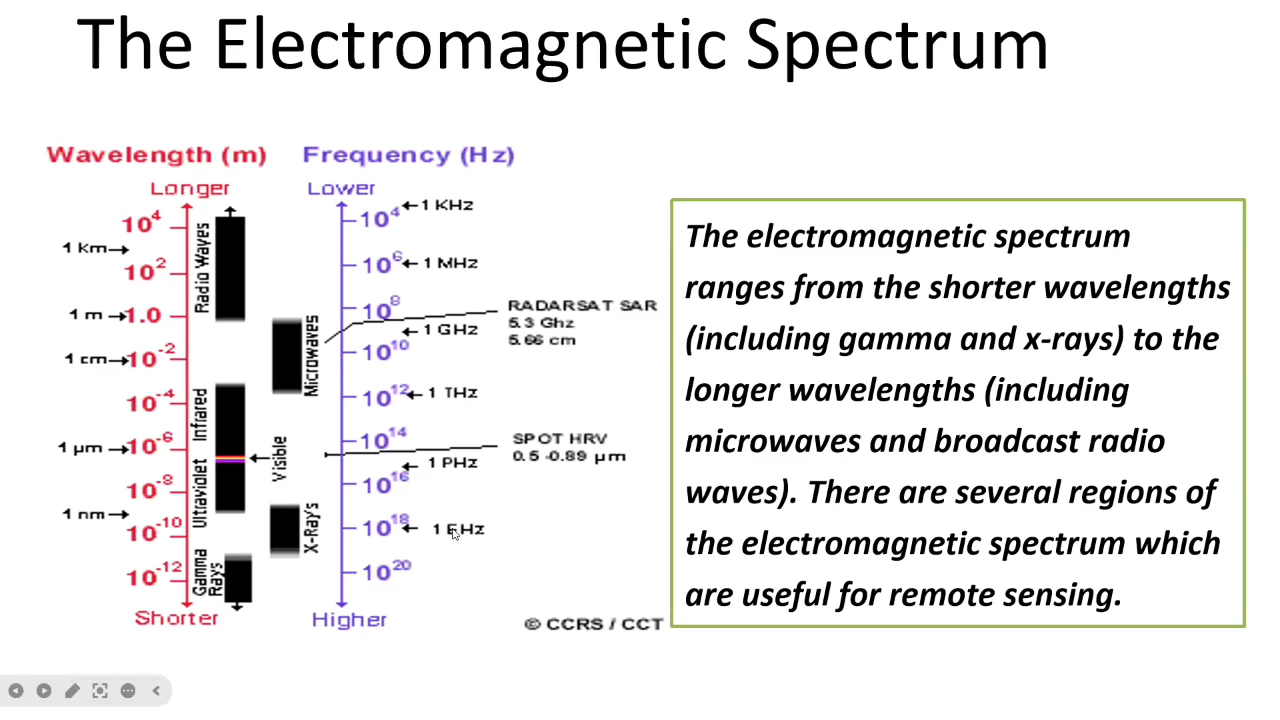 The Electromagnetic Spectrum
Wavelength (m)
Longer
10⁴
1 km
10²
1 m
1.0
1 cm
10⁻²
10⁻⁴
1 µm
10⁻⁶
10⁻⁸
1 nm
10⁻¹⁰
10⁻¹²
Shorter
Radio Waves
Microwaves
Infrared
Visible
Ultraviolet
X-Rays
Gamma
Rays
Frequency (Hz)
Lower
1 KHz
10⁴
10⁶
1 MHz
10⁸
1 GHz
10¹⁰
10¹²
1 THz
10¹⁴
1 PHz
10¹⁶
10¹⁸
1 EHz
10²⁰
Higher
RADARSAT SAR
5.3 Ghz
5.66 cm
SPOT HRV
0.5 -0.89 µm
© CCRS / CCT
The electromagnetic spectrum
ranges from the shorter wavelengths
(including gamma and x-rays) to the
longer wavelengths (including
microwaves and broadcast radio
waves). There are several regions of
the electromagnetic spectrum which
are useful for remote sensing.